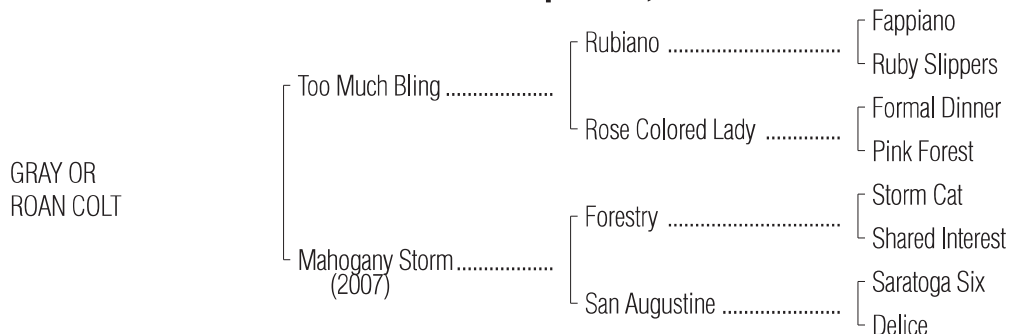 Fappiano
Rubiano ..........................................
Ruby Slippers
Too Much Bling ..........................
Formal Dinner
Rose Colored Lady ..................
Pink Forest
GRAY OR
ROAN COLT
Storm Cat
Forestry ..........................................
Shared Interest
Mahogany Storm ........................
(2007)
Saratoga Six
San Augustine .............................
Delice